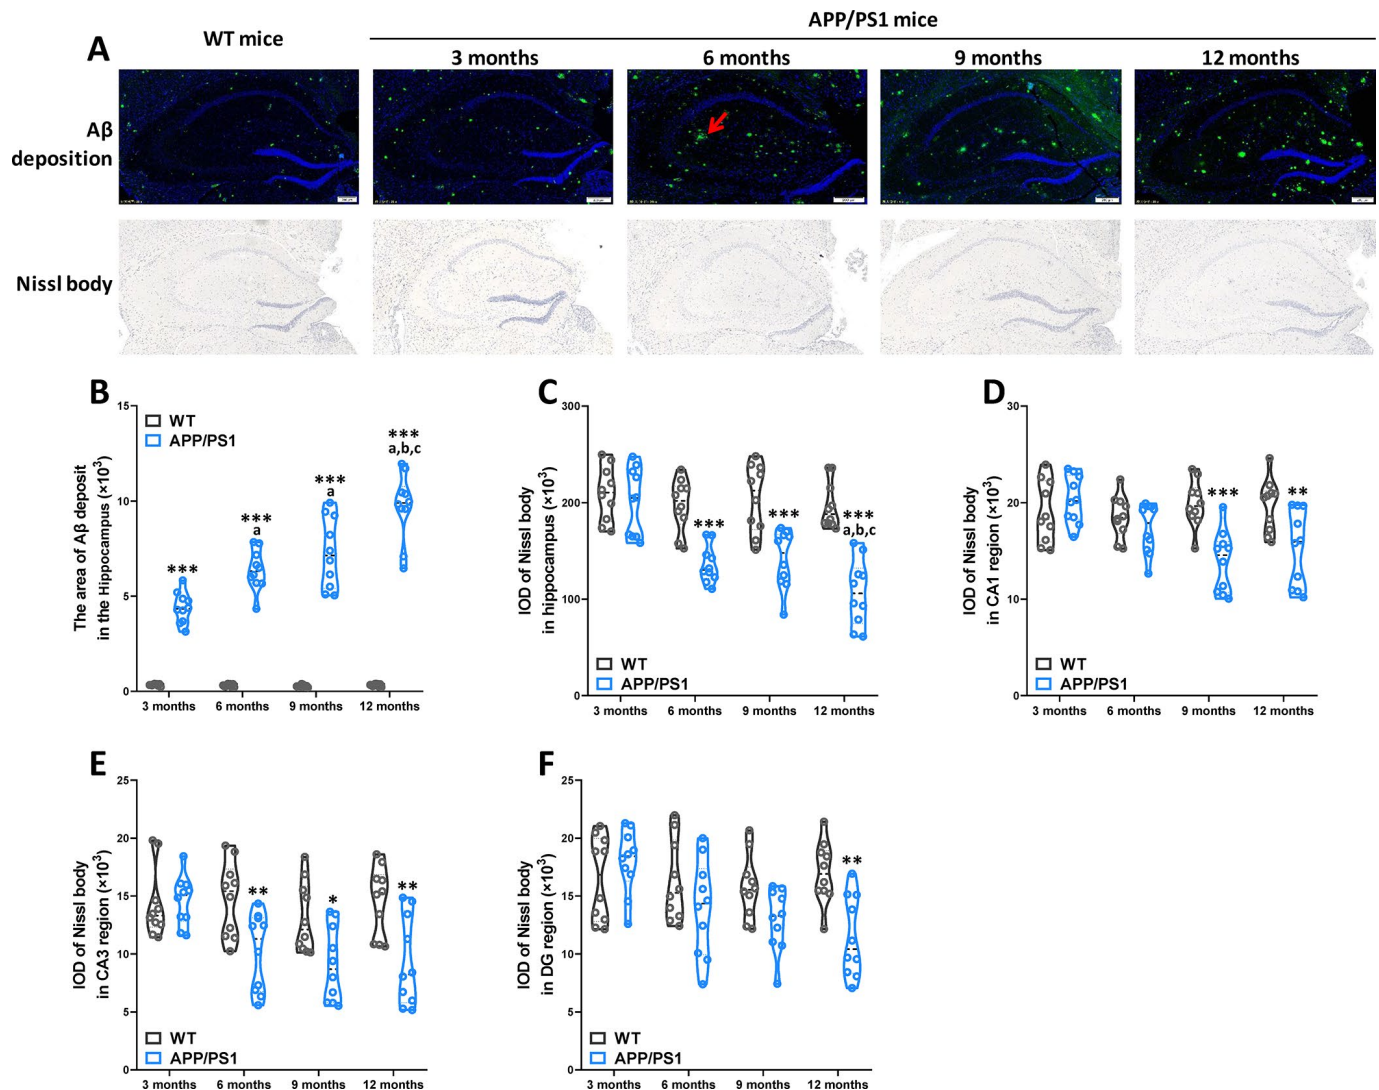 APP/PS1 mice
WT mice
A
3 months
6 months
9 months
12 months
Aβ
deposition
Nissl body
B
The area of Aβ deposit
in the Hippocampus (×10³)
15
10
5
0
WT
APP/PS1
***
***
a
***
a
***
a,b,c
3 months
6 months
9 months
12 months
C
IOD of Nissl body
in hippocampus (×10³)
300
200
100
0
***
***
***
a,b,c
WT
APP/PS1
3 months
6 months
9 months
12 months
D
IOD of Nissl body
in CA1 region (×10³)
30
20
10
0
***
**
WT
APP/PS1
3 months
6 months
9 months
12 months
E
IOD of Nissl body
in CA3 region (×10³)
25
20
15
10
5
0
**
*
**
WT
APP/PS1
3 months
6 months
9 months
12 months
F
IOD of Nissl body
in DG region (×10³)
25
20
15
10
5
0
**
WT
APP/PS1
3 months
6 months
9 months
12 months